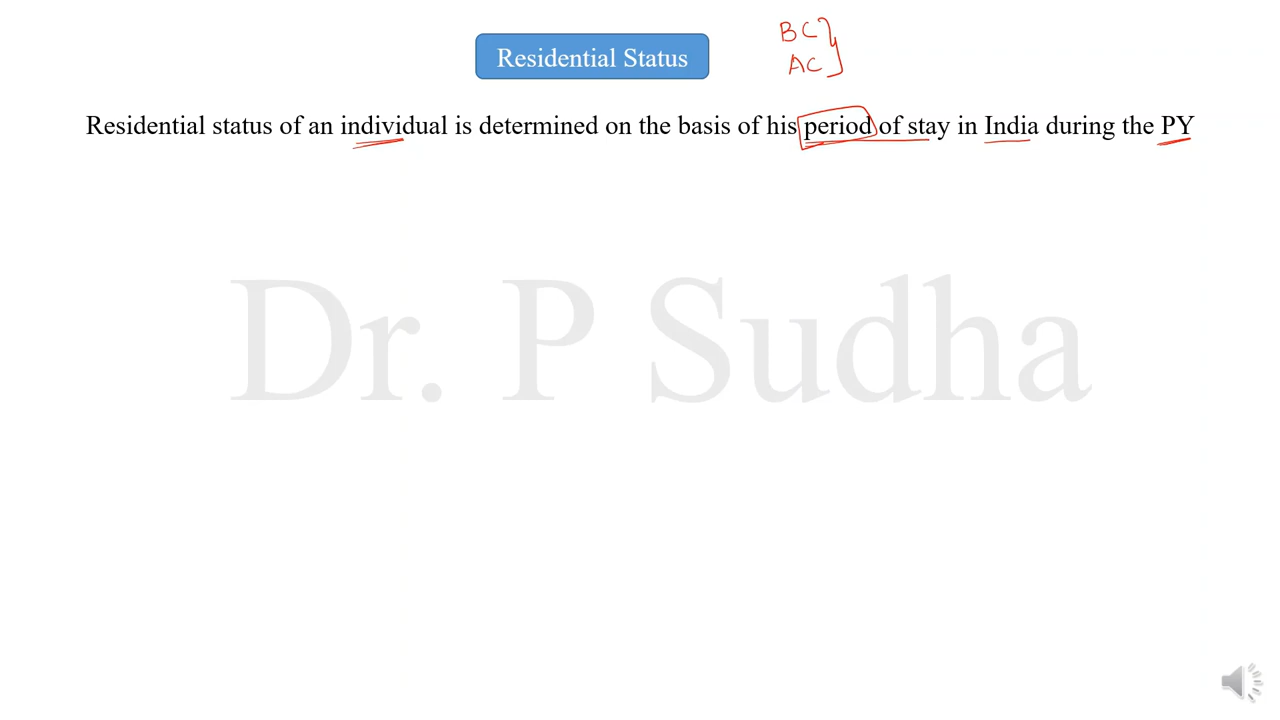 BC
AC
Residential Status
Residential status of an individual is determined on the basis of his period of stay in India during the PY
Dr. P Sudha